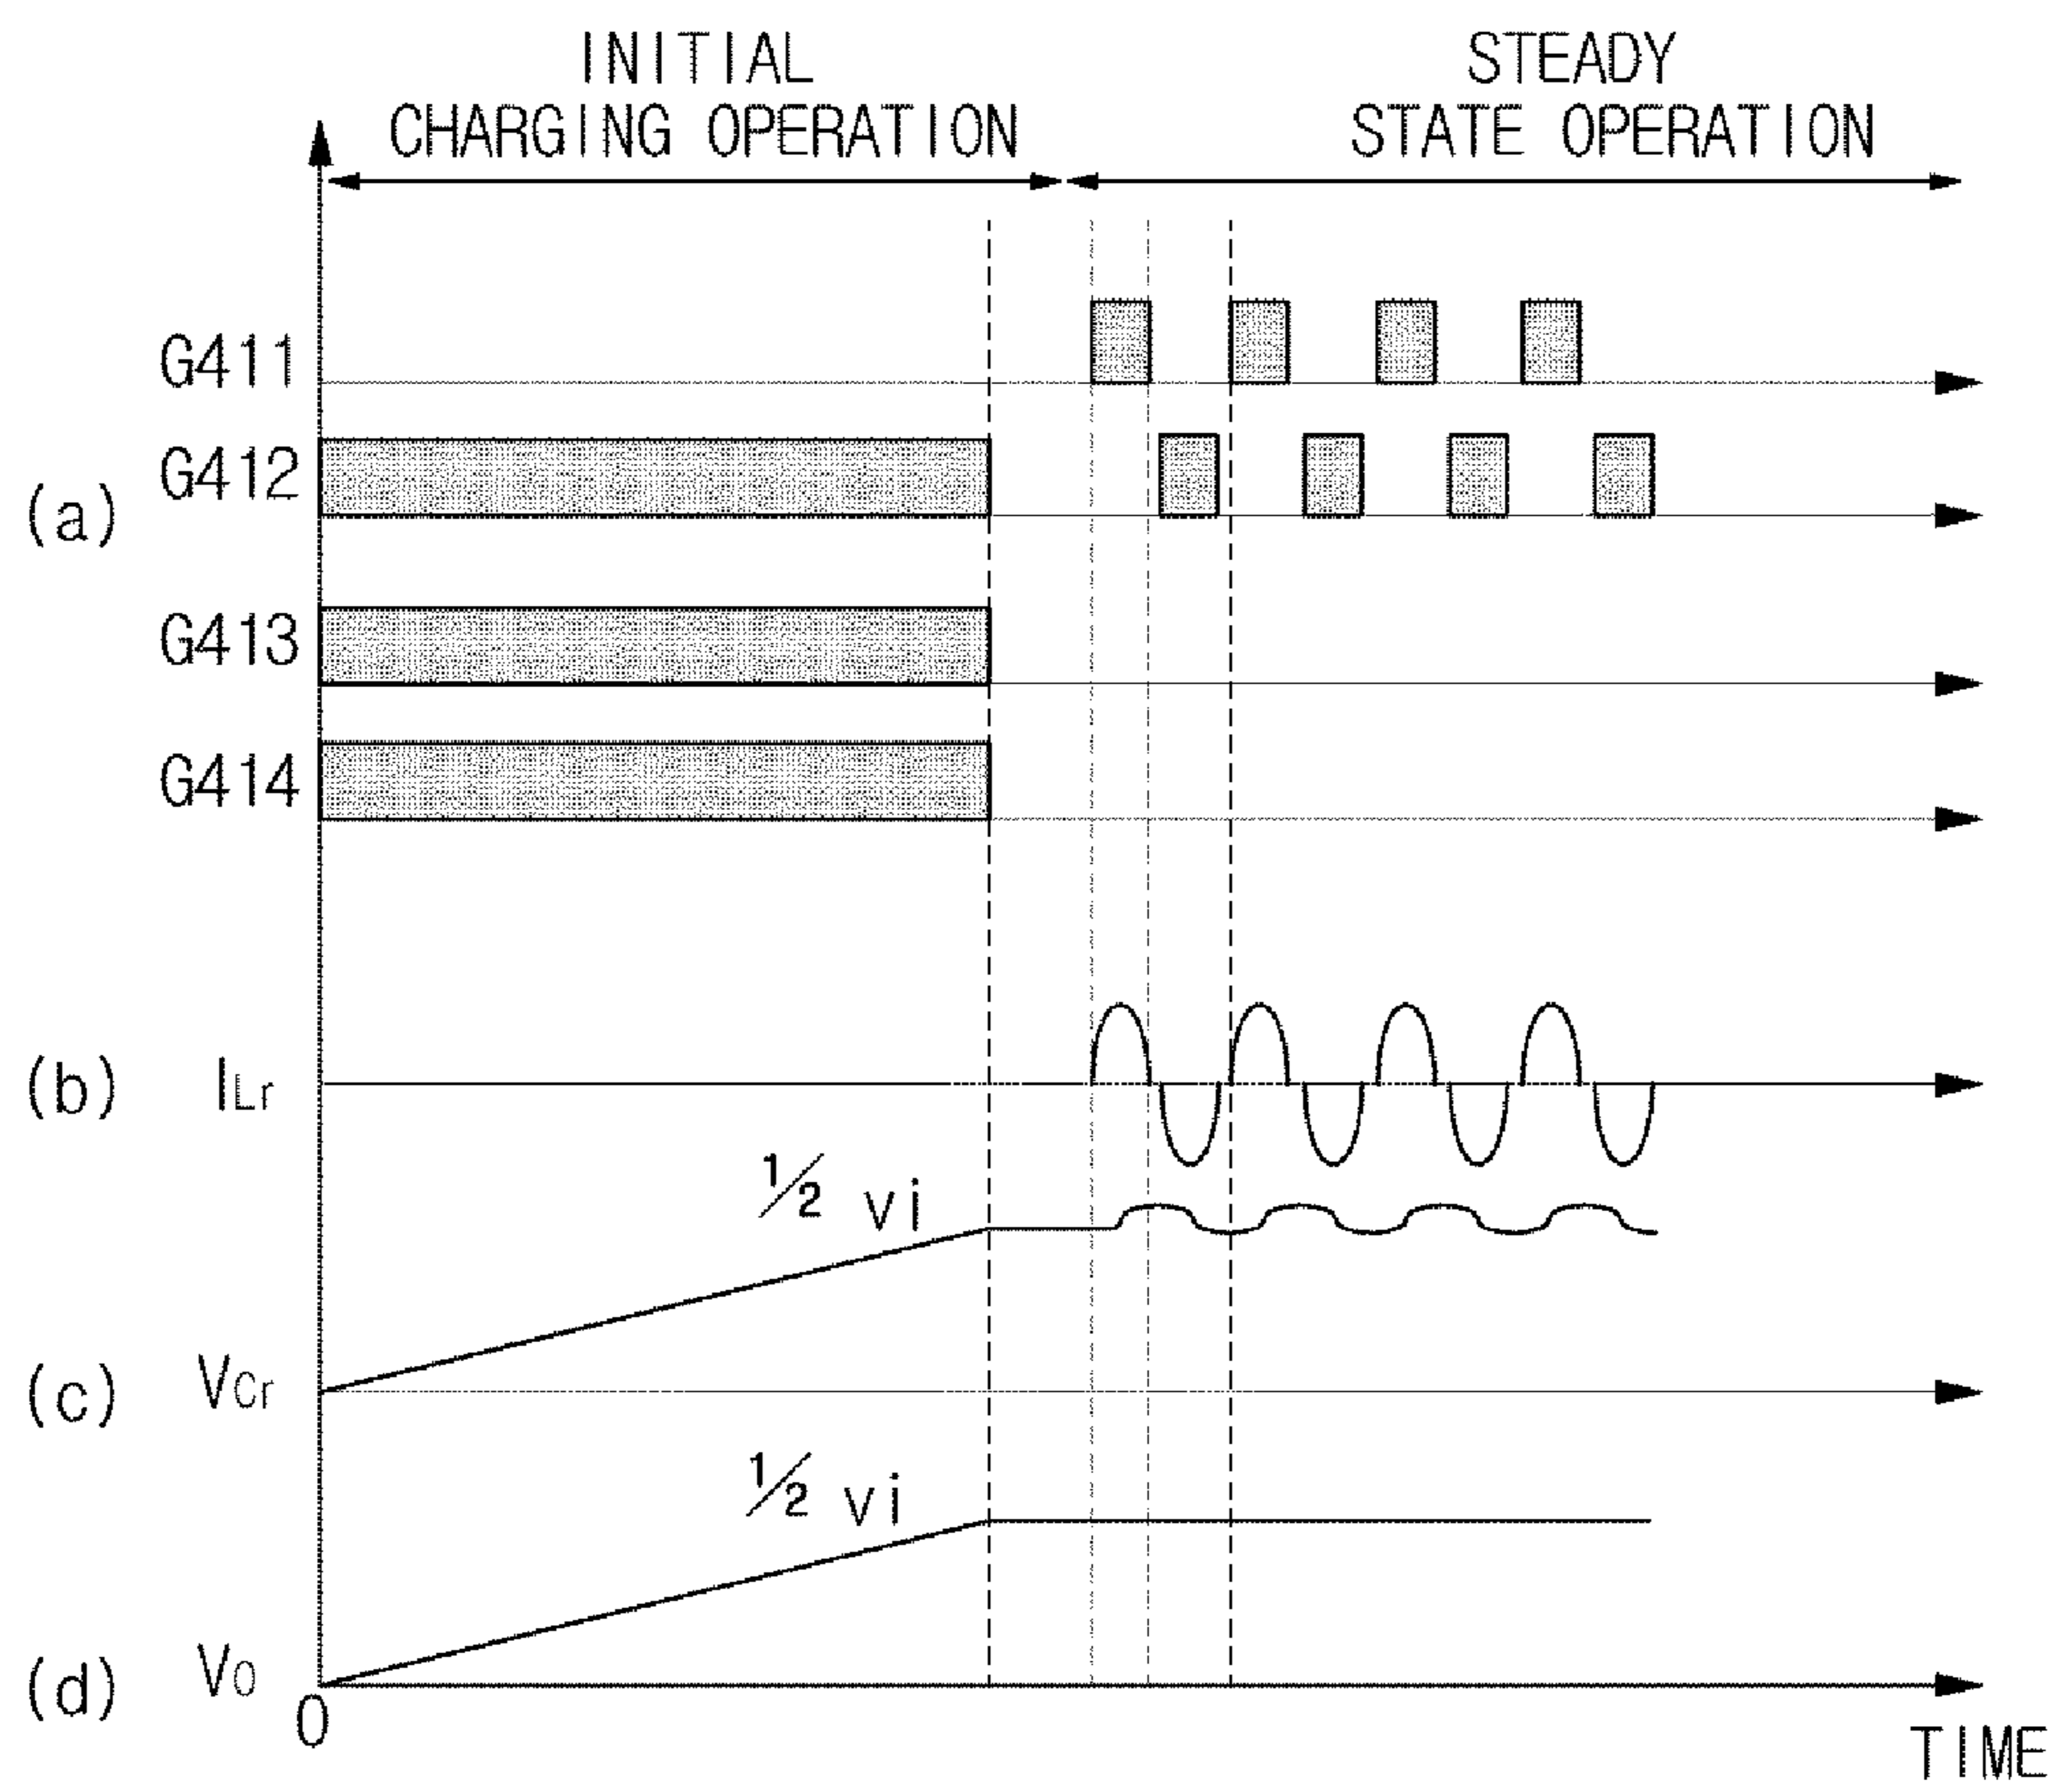 INITIAL
CHARGING OPERATION
STEADY
STATE OPERATION
G411
G412
(a)
G413
G414
(b) ILr
½ vi
(c) VCr
½ vi
(d) VO
0
TIME